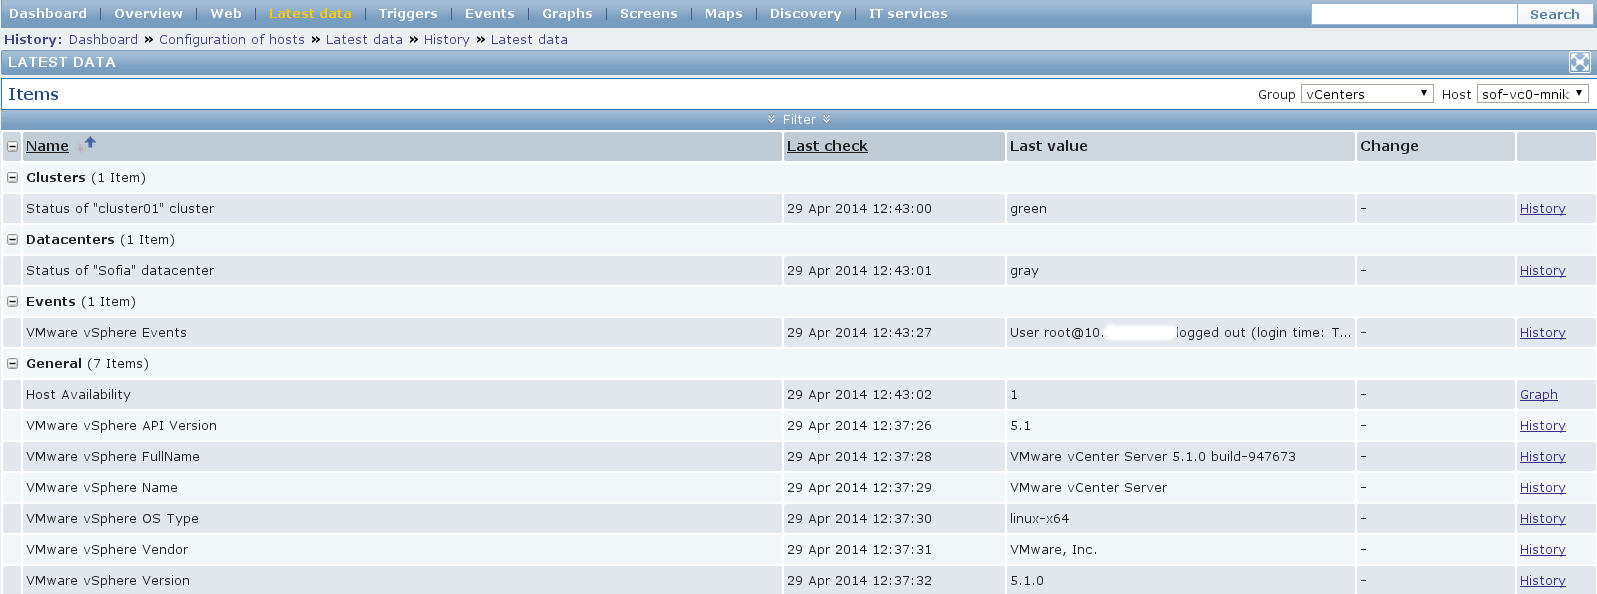 Dashboard | Overview | Web | Latest data | Triggers | Events | Graphs | Screens | Maps | Discovery | IT services Search
History: Dashboard » Configuration of hosts » Latest data » History » Latest data
LATEST DATA
Items Group vCenters Host sof-vc0-mnik
Filter
Name Last check Last value Change
Clusters (1 Item)
Status of "cluster01" cluster 29 Apr 2014 12:43:00 green - History
Datacenters (1 Item)
Status of "Sofia" datacenter 29 Apr 2014 12:43:01 gray - History
Events (1 Item)
VMware vSphere Events 29 Apr 2014 12:43:27 User root@10. logged out (login time: T... - History
General (7 Items)
Host Availability 29 Apr 2014 12:43:02 1 - Graph
VMware vSphere API Version 29 Apr 2014 12:37:26 5.1 - History
VMware vSphere FullName 29 Apr 2014 12:37:28 VMware vCenter Server 5.1.0 build-947673 - History
VMware vSphere Name 29 Apr 2014 12:37:29 VMware vCenter Server - History
VMware vSphere OS Type 29 Apr 2014 12:37:30 linux-x64 - History
VMware vSphere Vendor 29 Apr 2014 12:37:31 VMware, Inc. - History
VMware vSphere Version 29 Apr 2014 12:37:32 5.1.0 - History